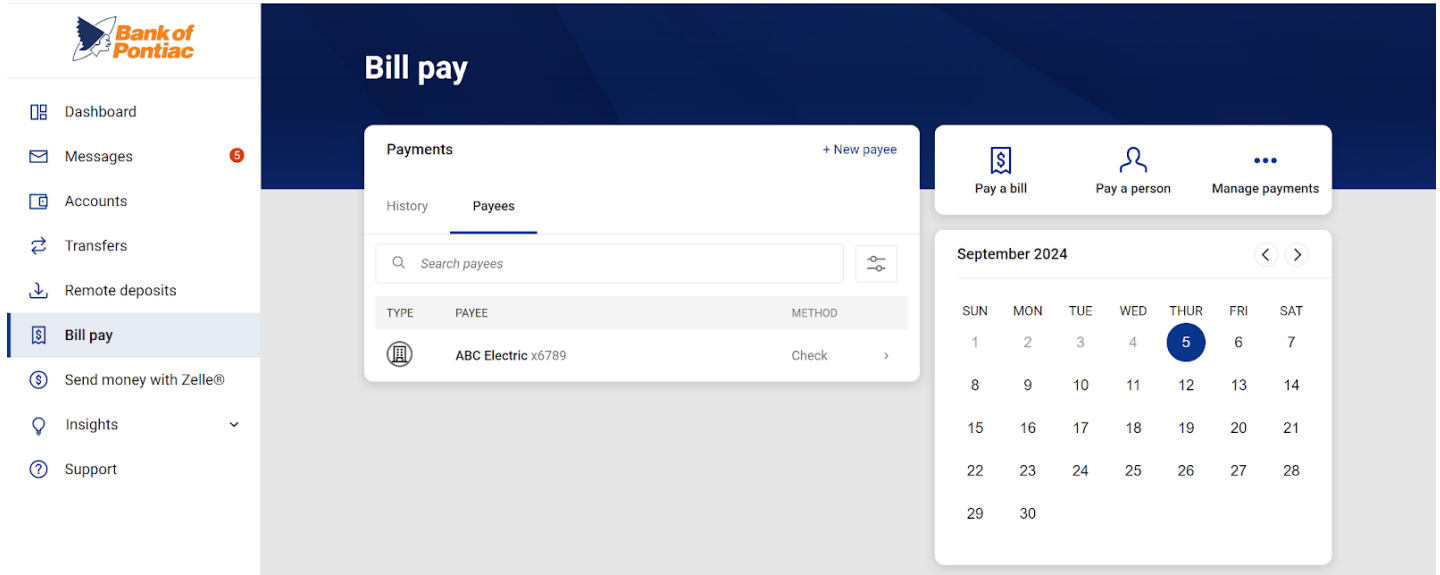 Bank of
Pontiac
Dashboard
Messages 5
Accounts
Transfers
Remote deposits
Bill pay
Send money with Zelle®
Insights
Support
Bill pay
Payments + New payee
History Payees
Search payees
TYPE PAYEE METHOD
ABC Electric x6789 Check
Pay a bill Pay a person Manage payments
September 2024
SUN MON TUE WED THUR FRI SAT
1 2 3 4 5 6 7
8 9 10 11 12 13 14
15 16 17 18 19 20 21
22 23 24 25 26 27 28
29 30